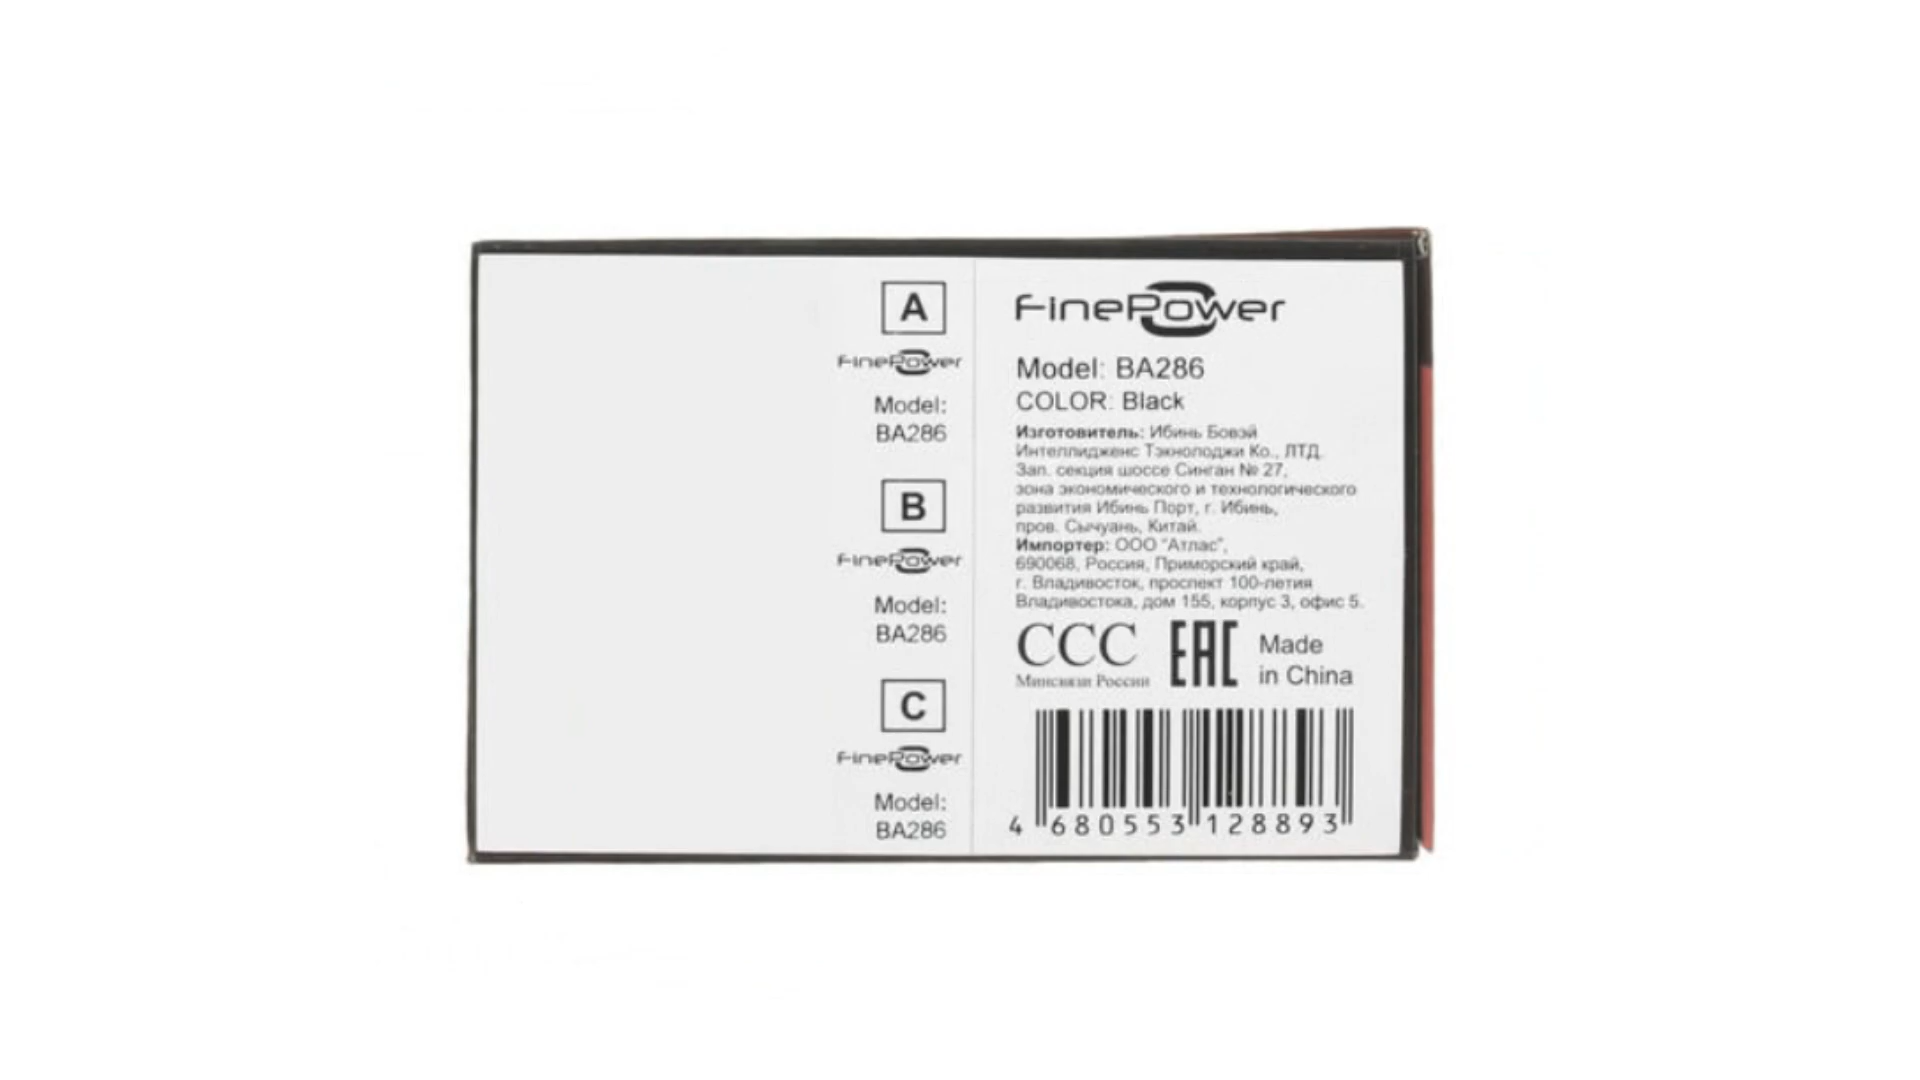 A
FinePower
Model:
BA286
B
FinePower
Model:
BA286
C
FinePower
Model:
BA286
FinePower
Model: BA286
COLOR: Black
Изготовитель: Ибинь Бовэй
Интеллидженс Тэкнолоджи Ко., ЛТД.
Зап. секция шоссе Синган № 27,
зона экономического и технологического
развития Ибинь Порт, г. Ибинь,
пров. Сычуань, Китай.
Импортер: ООО "Атлас",
690068, Россия, Приморский край,
г. Владивосток, проспект 100-летия
Владивостока, дом 155, корпус 3, офис 5.
ССС
Минсвязи России
EAC
Made
in China
4 680553 128893